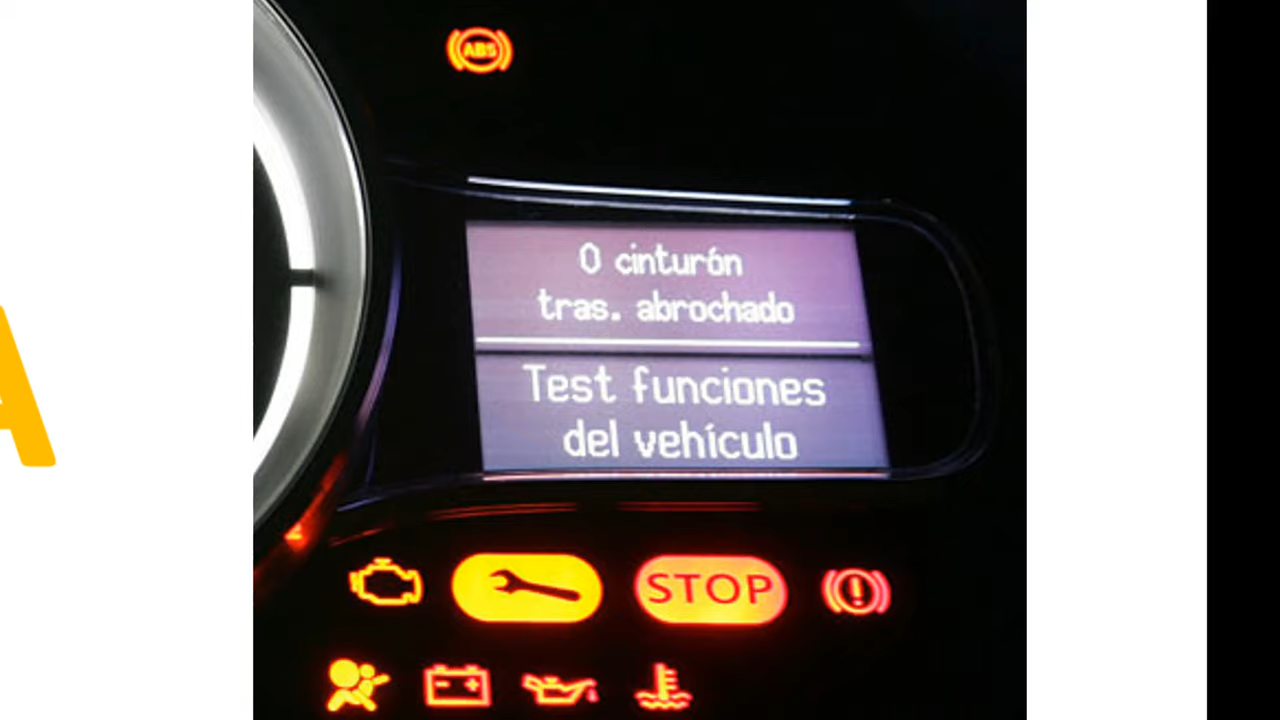 ABS
0 cinturón
tras. abrochado
Test funciones
del vehículo
STOP
A